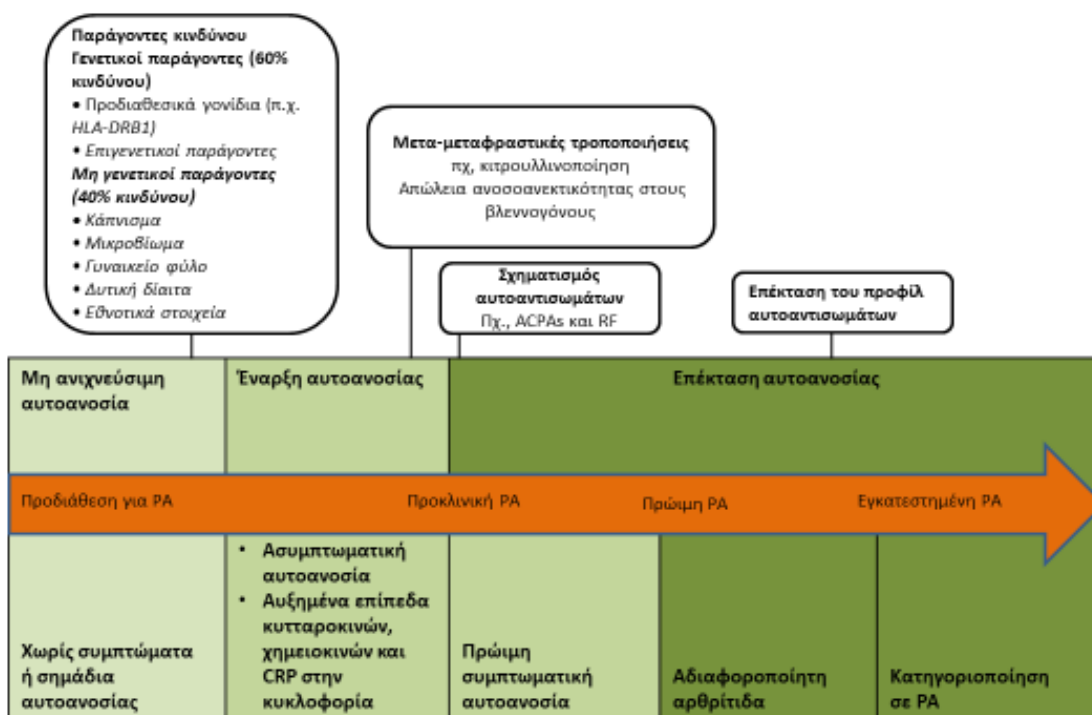 Παράγοντες κινδύνου
Γενετικοί παράγοντες (60%
κινδύνου)
• Προδιαθεσικά γονίδια (π.χ.
HLA-DRB1)
• Επιγενετικοί παράγοντες
Μη γενετικοί παράγοντες
(40% κινδύνου)
• Κάπνισμα
• Μικροβίωμα
• Γυναικείο φύλο
• Δυτική δίαιτα
• Εθνοτικά στοιχεία
Μετα-μεταφραστικές τροποποιήσεις
πχ, κιτρουλλινοποίηση
Απώλεια ανοσοανεκτικότητας στους
βλεννογόνους
Σχηματισμός
αυτοαντισωμάτων
Πχ., ACPAs και RF
Επέκταση του προφίλ
αυτοαντισωμάτων
Μη ανιχνεύσιμη
αυτοανοσία
Έναρξη αυτοανοσίας
Επέκταση αυτοανοσίας
Προδιάθεση για ΡΑ
Προκλινική ΡΑ
Πρώιμη ΡΑ
Εγκατεστημένη ΡΑ
Χωρίς συμπτώματα
ή σημάδια
αυτοανοσίας
• Ασυμπτωματική
αυτοανοσία
• Αυξημένα επίπεδα
κυτταροκινών,
χημειοκινών και
CRP στην
κυκλοφορία
Πρώιμη
συμπτωματική
αυτοανοσία
Αδιαφοροποίητη
αρθρίτιδα
Κατηγοριοποίηση
σε ΡΑ